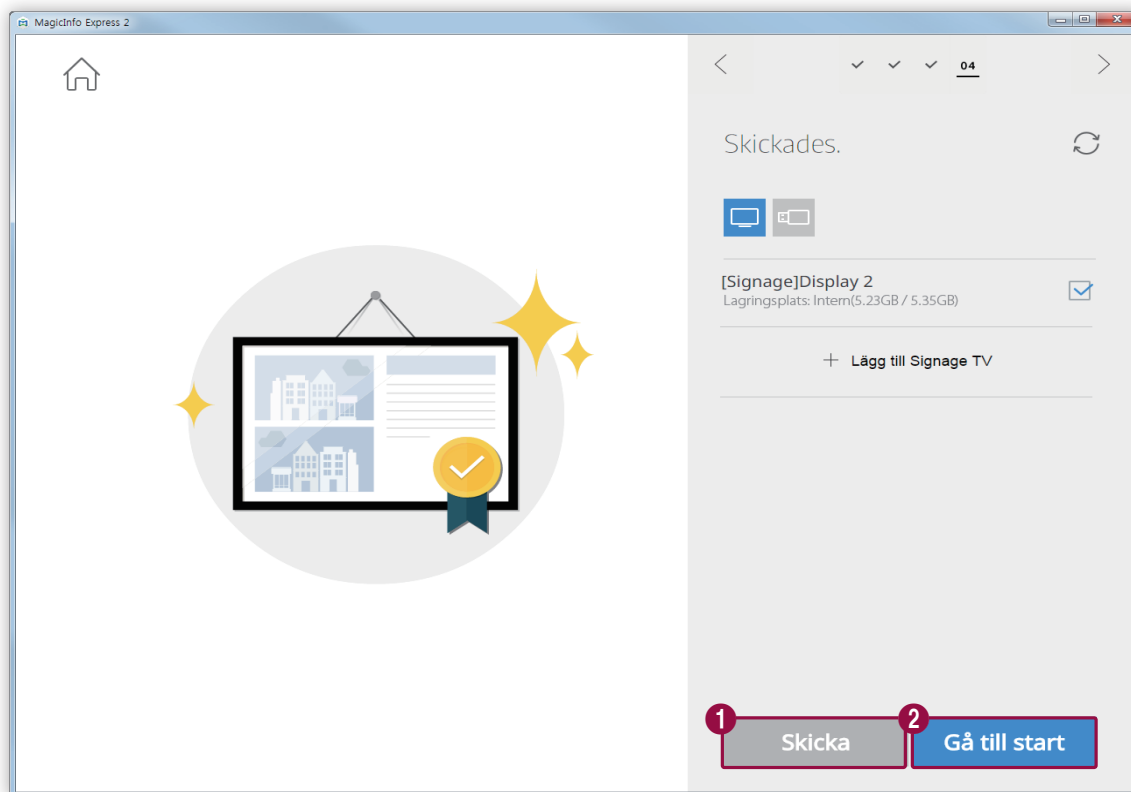 MagicInfo Express 2
04
Skickades.
[Signage]Display 2
Lagringsplats: Intern(5.23GB / 5.35GB)
+ Lägg till Signage TV
1
Skicka
2
Gå till start